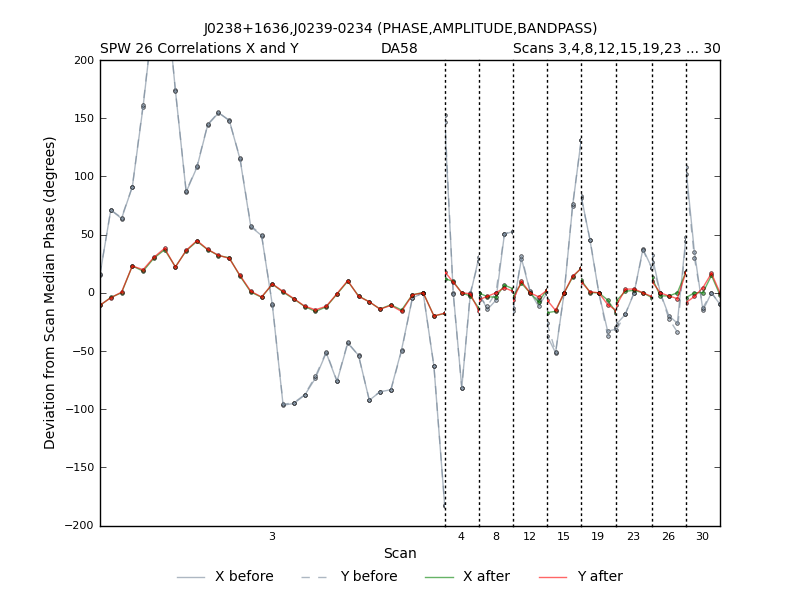 J0238+1636,J0239-0234 (PHASE,AMPLITUDE,BANDPASS)
SPW 26 Correlations X and Y DA58 Scans 3,4,8,12,15,19,23 ... 30
200
150
100
50
0
−50
−100
−150
−200
Deviation from Scan Median Phase (degrees)
3 4 8 12 15 19 23 26 30
Scan
X before Y before X after Y after